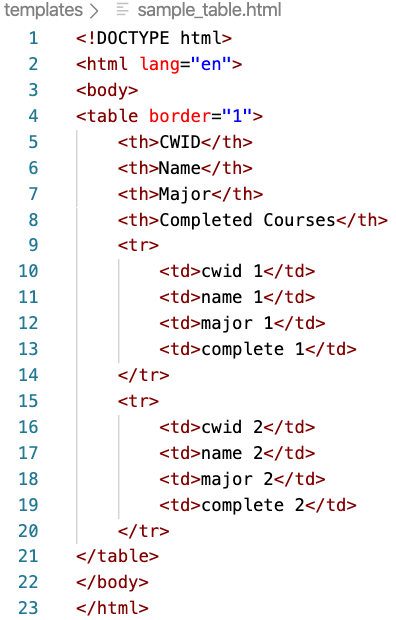 templates > sample_table.html
1 <!DOCTYPE html>
2 <html lang="en">
3 <body>
4 <table border="1">
5     <th>CWID</th>
6     <th>Name</th>
7     <th>Major</th>
8     <th>Completed Courses</th>
9     <tr>
10         <td>cwid 1</td>
11         <td>name 1</td>
12         <td>major 1</td>
13         <td>complete 1</td>
14     </tr>
15     <tr>
16         <td>cwid 2</td>
17         <td>name 2</td>
18         <td>major 2</td>
19         <td>complete 2</td>
20     </tr>
21 </table>
22 </body>
23 </html>